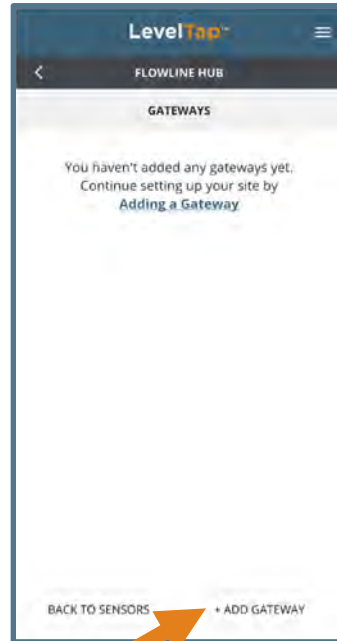 LevelTap™
FLOWLINE HUB
GATEWAYS
You haven't added any gateways yet.
Continue setting up your site by
Adding a Gateway
BACK TO SENSORS + ADD GATEWAY